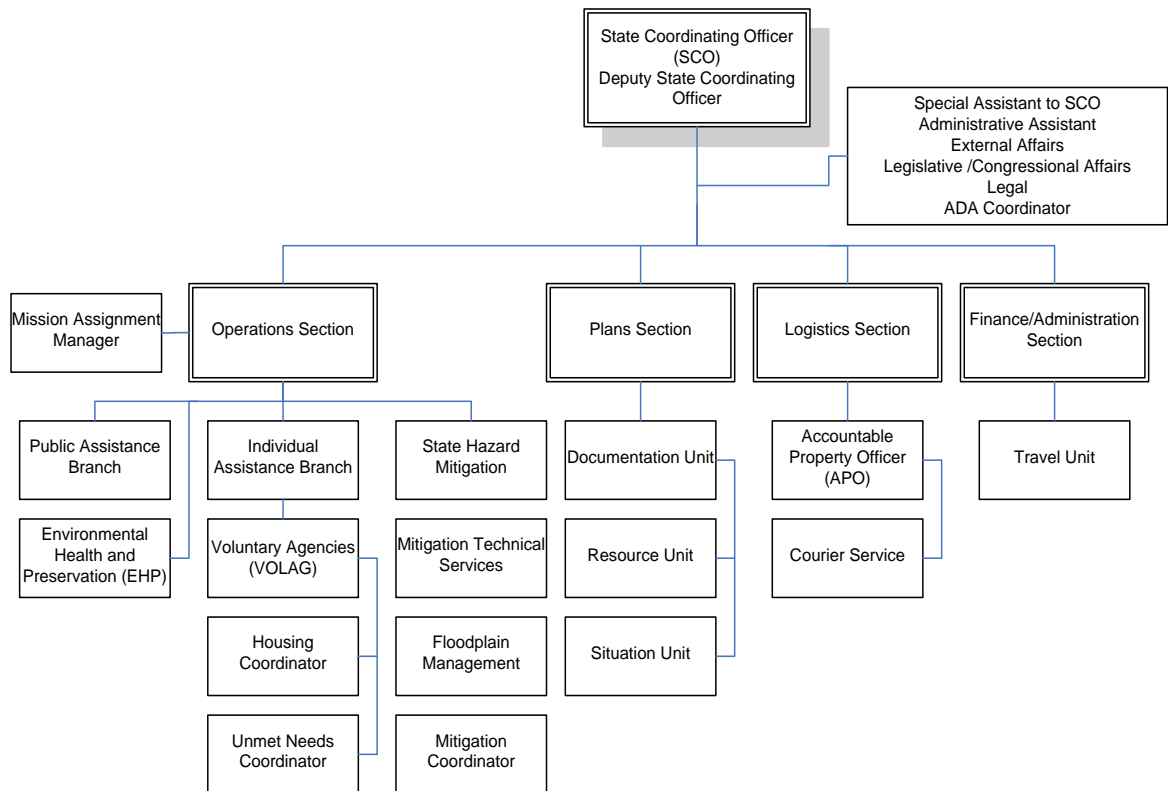 State Coordinating Officer
(SCO)
Deputy State Coordinating
Officer
Special Assistant to SCO
Administrative Assistant
External Affairs
Legislative /Congressional Affairs
Legal
ADA Coordinator
Mission Assignment
Manager
Operations Section
Plans Section
Logistics Section
Finance/Administration
Section
Public Assistance
Branch
Individual
Assistance Branch
State Hazard
Mitigation
Documentation Unit
Accountable
Property Officer
(APO)
Travel Unit
Environmental
Health and
Preservation (EHP)
Voluntary Agencies
(VOLAG)
Mitigation Technical
Services
Resource Unit
Courier Service
Housing
Coordinator
Floodplain
Management
Situation Unit
Unmet Needs
Coordinator
Mitigation
Coordinator